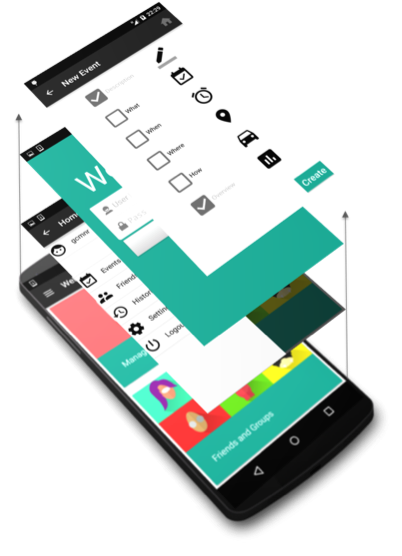 22:29
New Event
Description
What
When
Where
How
Overview
Create
W
User
Pass
Home
gomni
Events
Friend
Histor
Settin
Logou
We
Manag
Friends and Groups